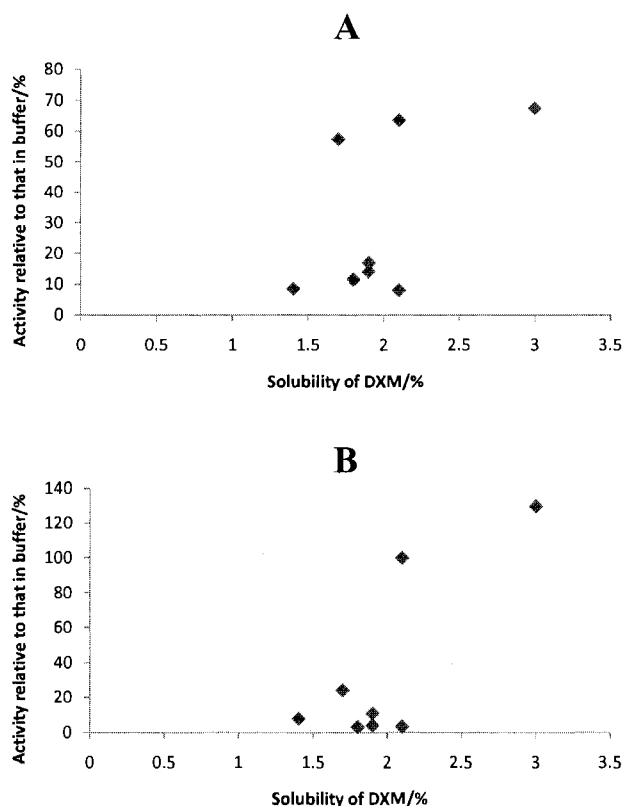 A
Activity relative to that in buffer/%
80
70
60
50
40
30
20
10
0
0 0.5 1 1.5 2 2.5 3 3.5
Solubility of DXM/%
B
Activity relative to that in buffer/%
140
120
100
80
60
40
20
0
0 0.5 1 1.5 2 2.5 3 3.5
Solubility of DXM/%